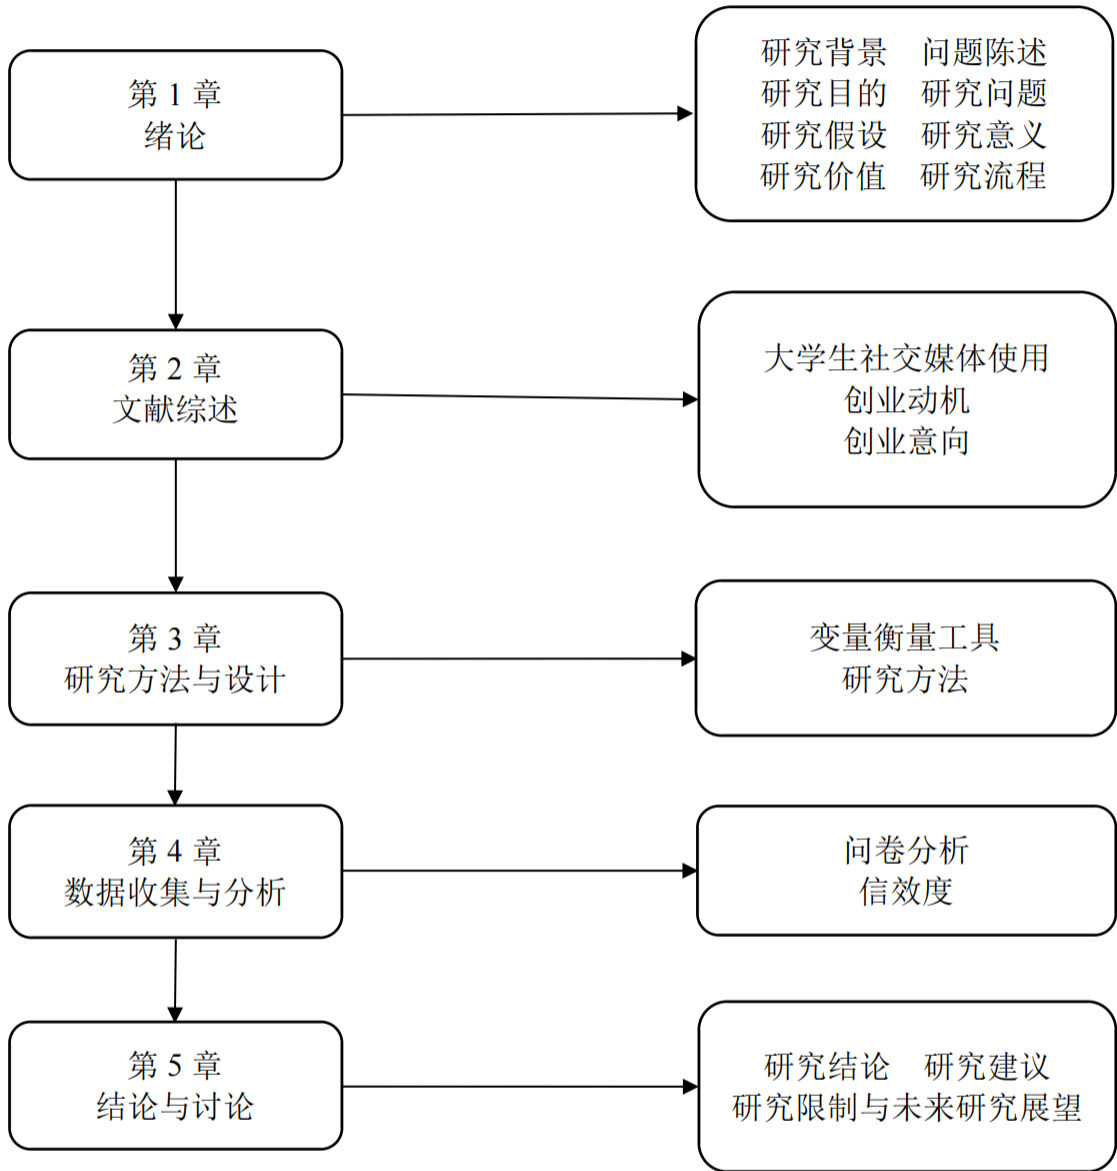 第 1 章
绪论
研究背景 问题陈述
研究目的 研究问题
研究假设 研究意义
研究价值 研究流程
第 2 章
文献综述
大学生社交媒体使用
创业动机
创业意向
第 3 章
研究方法与设计
变量衡量工具
研究方法
第 4 章
数据收集与分析
问卷分析
信效度
第 5 章
结论与讨论
研究结论 研究建议
研究限制与未来研究展望